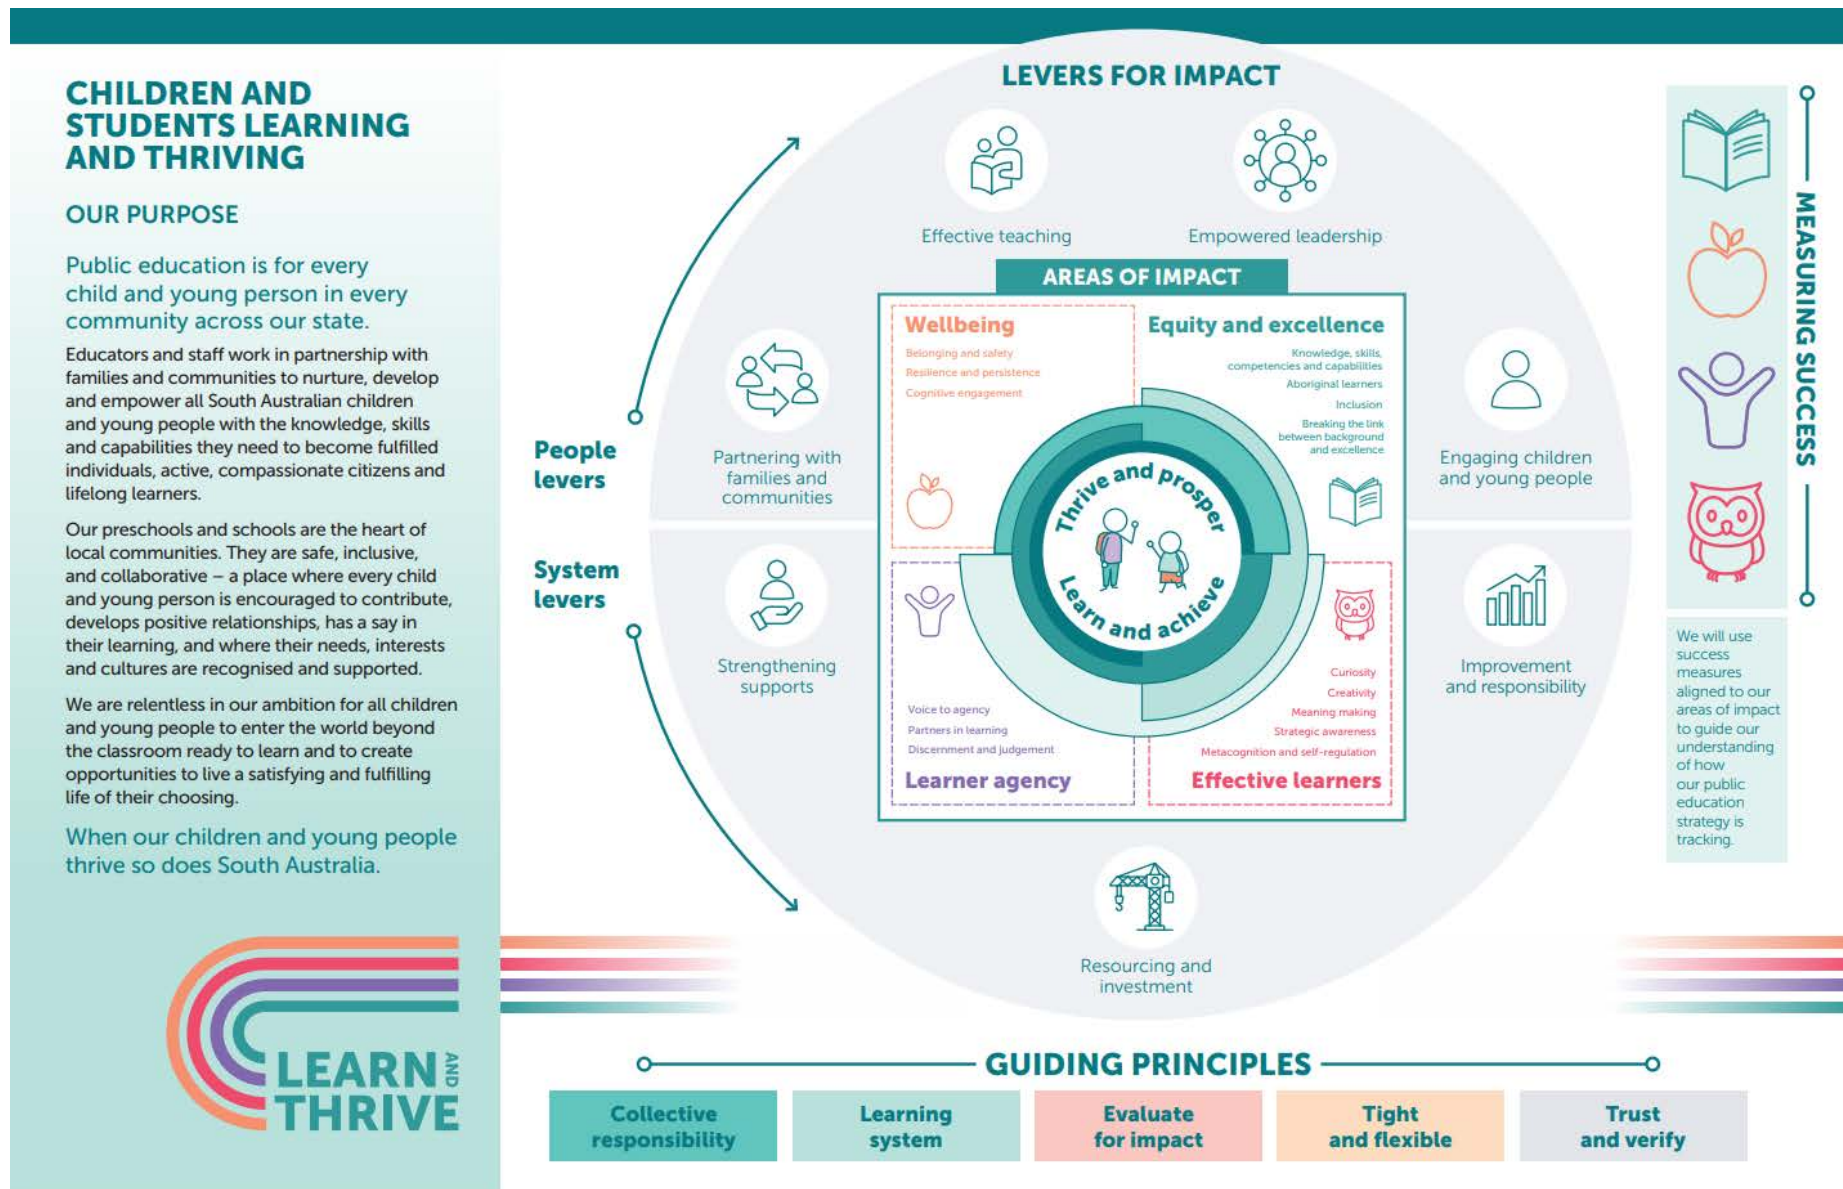 CHILDREN AND
STUDENTS LEARNING
AND THRIVING
OUR PURPOSE
Public education is for every
child and young person in every
community across our state.
Educators and staff work in partnership with
families and communities to nurture, develop
and empower all South Australian children
and young people with the knowledge, skills
and capabilities they need to become fulfilled
individuals, active, compassionate citizens and
lifelong learners.
Our preschools and schools are the heart of
local communities. They are safe, inclusive,
and collaborative – a place where every child
and young person is encouraged to contribute,
develops positive relationships, has a say in
their learning, and where their needs, interests
and cultures are recognised and supported.
We are relentless in our ambition for all children
and young people to enter the world beyond
the classroom ready to learn and to create
opportunities to live a satisfying and fulfilling
life of their choosing.
When our children and young people
thrive so does South Australia.
LEARN AND
THRIVE
LEVERS FOR IMPACT
Effective teaching
Empowered leadership
People
levers
Partnering with
families and
communities
Engaging children
and young people
System
levers
Strengthening
supports
Improvement
and responsibility
Resourcing and
investment
AREAS OF IMPACT
Wellbeing
Belonging and safety
Resilience and persistence
Cognitive engagement
Equity and excellence
Knowledge, skills,
competencies and capabilities
Aboriginal learners
Inclusion
Breaking the link
between background
and excellence
Thrive and prosper
Learn and achieve
Voice to agency
Partners in learning
Discernment and judgement
Learner agency
Curiosity
Creativity
Meaning making
Strategic awareness
Metacognition and self-regulation
Effective learners
MEASURING SUCCESS
We will use
success
measures
aligned to our
areas of impact
to guide our
understanding
of how
our public
education
strategy is
tracking.
GUIDING PRINCIPLES
Collective
responsibility
Learning
system
Evaluate
for impact
Tight
and flexible
Trust
and verify